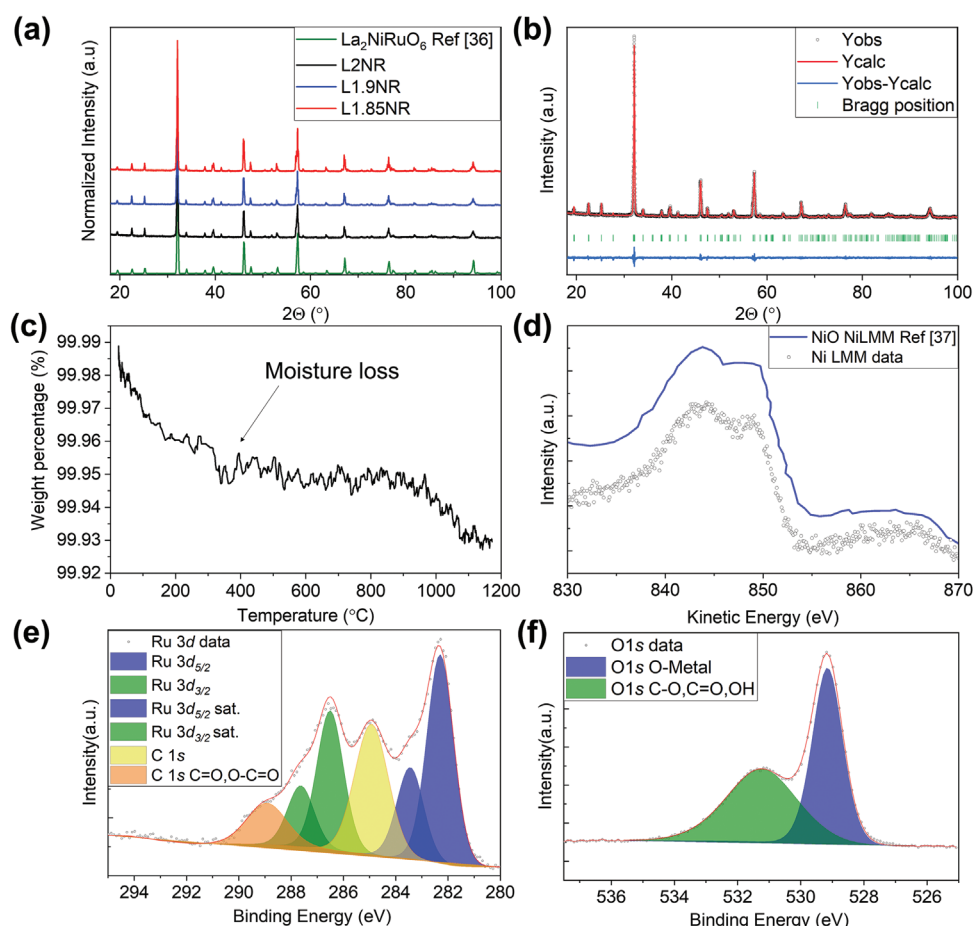 (a)
La₂NiRuO₆ Ref [36]
L2NR
L1.9NR
L1.85NR
Normalized Intensity (a.u)
20 40 60 80 100
2Θ (°)
(b)
Yobs
Ycalc
Yobs-Ycalc
Bragg position
Intensity (a.u)
20 30 40 50 60 70 80 90 100
2Θ (°)
(c)
Moisture loss
Weight percentage (%)
99.99
99.97
99.96
99.95
99.94
99.93
99.92
0 200 400 600 800 1000 1200
Temperature (°C)
(d)
NiO NiLMM Ref [37]
Ni LMM data
Intensity (a.u.)
830 840 850 860 870
Kinetic Energy (eV)
(e)
Ru 3d data
Ru 3d₅/₂
Ru 3d₃/₂
Ru 3d₅/₂ sat.
Ru 3d₃/₂ sat.
C 1s
C 1s C=O,O-C=O
Intensity(a.u.)
294 292 290 288 286 284 282 280
Binding Energy (eV)
(f)
O1s data
O1s O-Metal
O1s C-O,C=O,OH
Intensity (a.u.)
536 534 532 530 528 526
Binding Energy (eV)